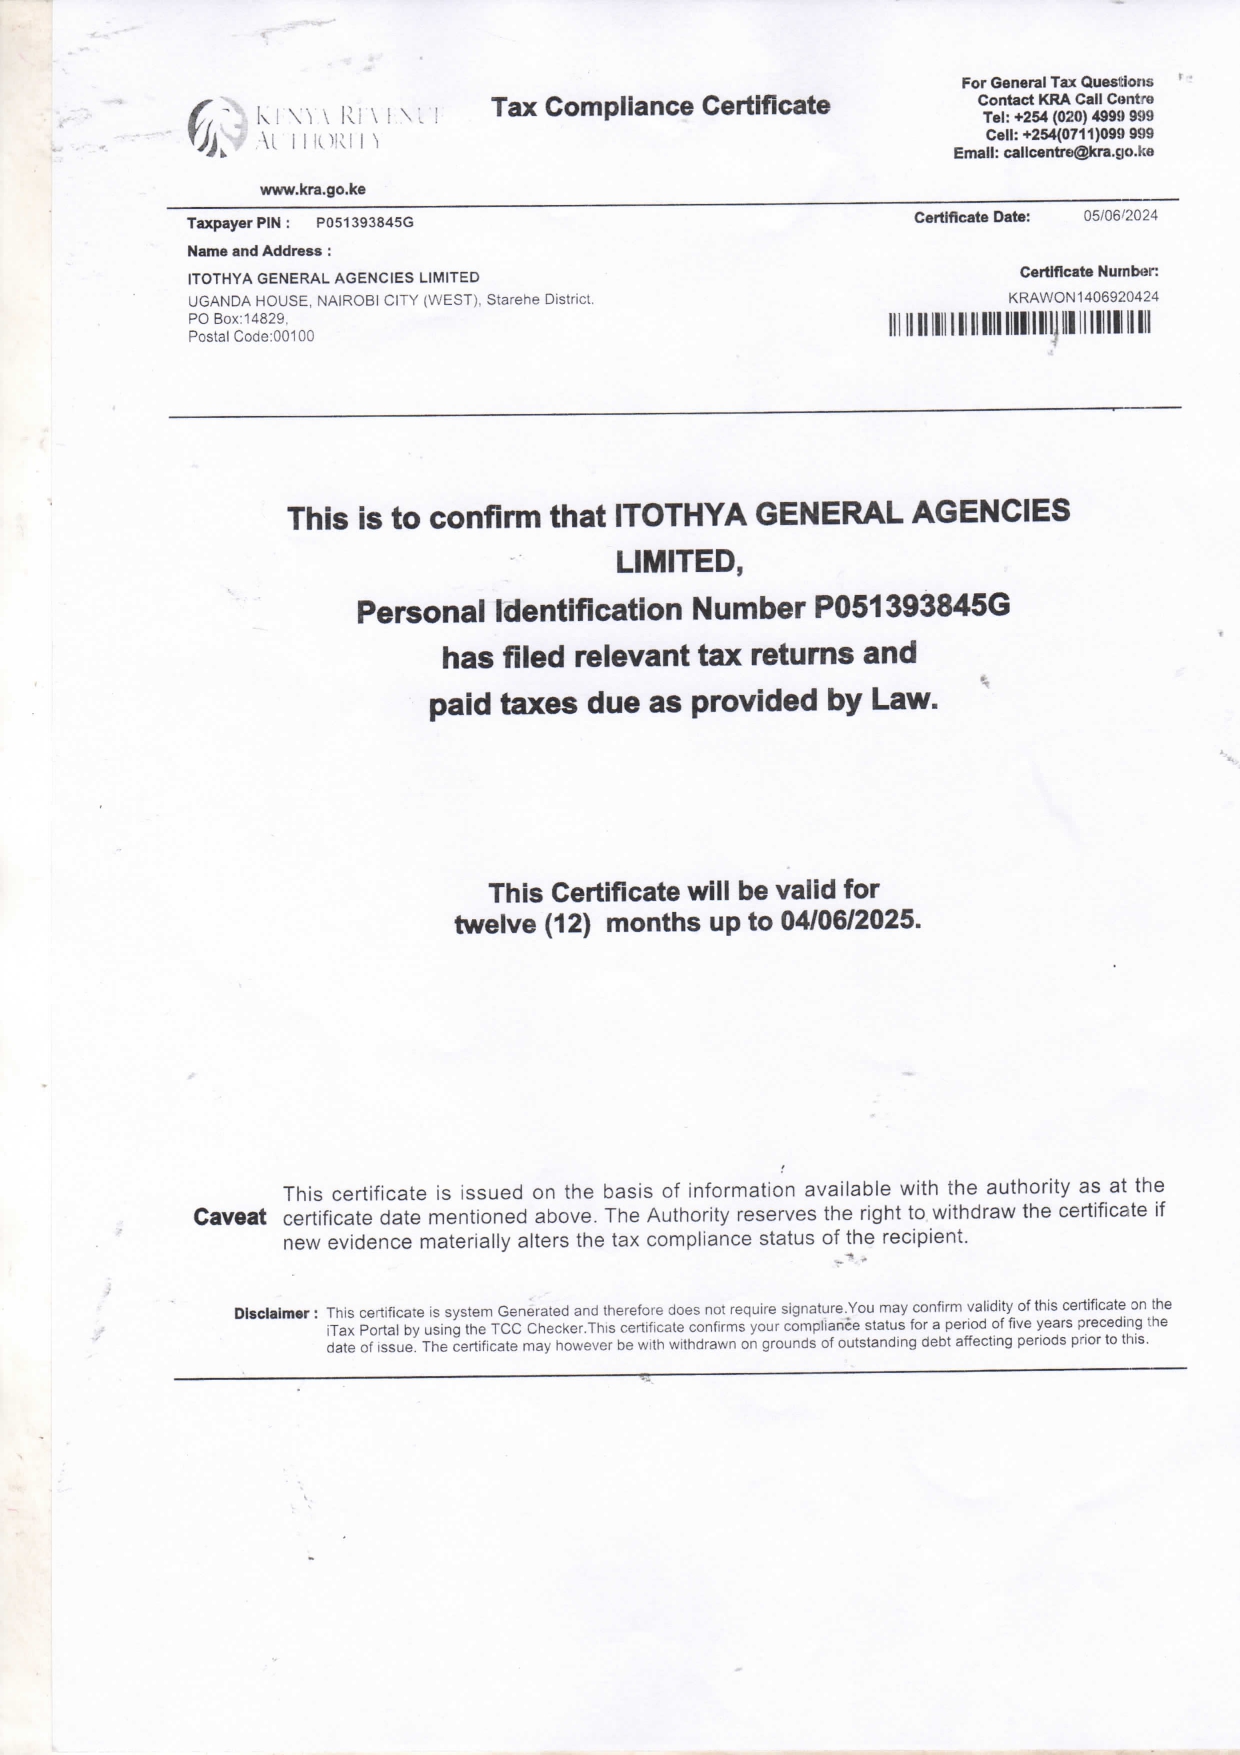 KENYA REVENUE
AUTHORITY
www.kra.go.ke
Tax Compliance Certificate
For General Tax Questions
Contact KRA Call Centre
Tel: +254 (020) 4999 999
Cell: +254(0711)099 999
Email: callcentre@kra.go.ke
Taxpayer PIN : P051393845G
Name and Address :
ITOTHYA GENERAL AGENCIES LIMITED
UGANDA HOUSE, NAIROBI CITY (WEST), Starehe District.
PO Box:14829,
Postal Code:00100
Certificate Date: 05/06/2024
Certificate Number:
KRAWON1406920424
This is to confirm that ITOTHYA GENERAL AGENCIES
LIMITED,
Personal Identification Number P051393845G
has filed relevant tax returns and
paid taxes due as provided by Law.
This Certificate will be valid for
twelve (12) months up to 04/06/2025.
Caveat
This certificate is issued on the basis of information available with the authority as at the
certificate date mentioned above. The Authority reserves the right to withdraw the certificate if
new evidence materially alters the tax compliance status of the recipient.
Disclaimer : This certificate is system Generated and therefore does not require signature.You may confirm validity of this certificate on the
iTax Portal by using the TCC Checker.This certificate confirms your compliance status for a period of five years preceding the
date of issue. The certificate may however be with withdrawn on grounds of outstanding debt affecting periods prior to this.